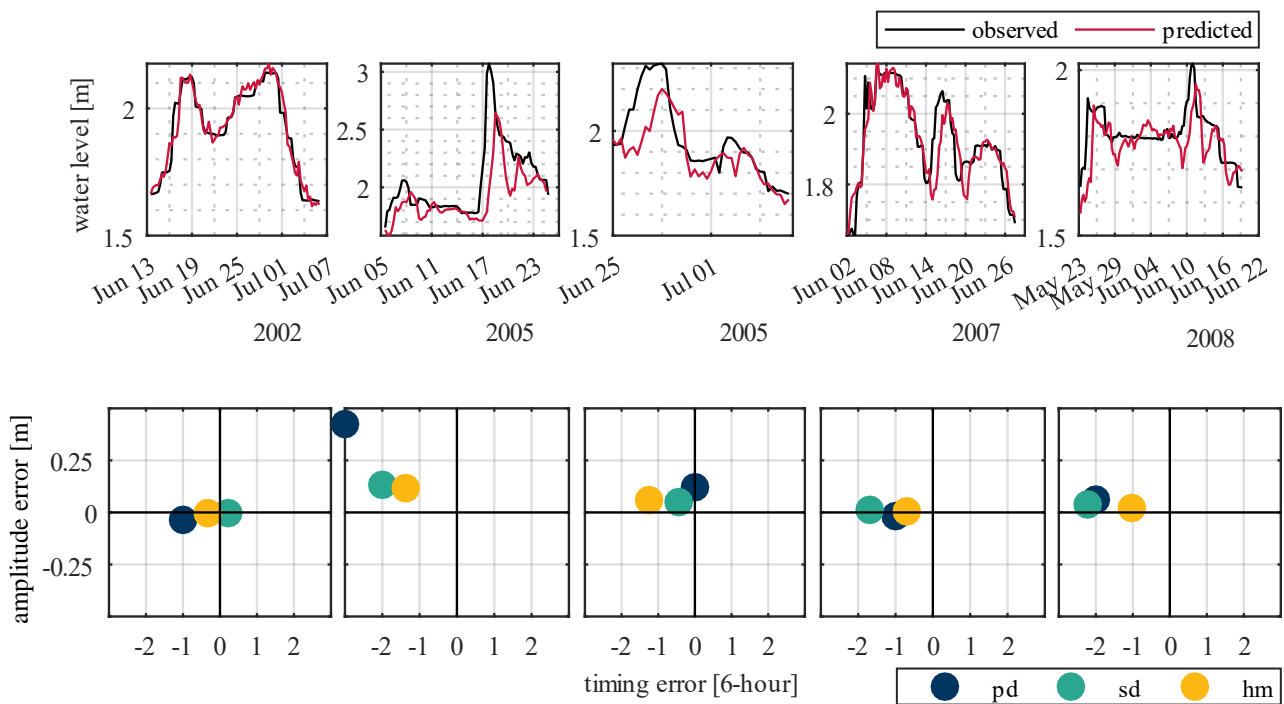 observed predicted
water level [m]
2
1.5
3
2.5
2
2
2
1.8
2
1.5
1.5
Jun 13 Jun 19 Jun 25 Jul 01 Jul 07
Jun 05 Jun 11 Jun 17 Jun 23
Jun 25 Jul 01
Jun 02 Jun 08 Jun 14 Jun 20 Jun 26
May 23 May 29 Jun 04 Jun 10 Jun 16 Jun 22
2002 2005 2005 2007 2008
amplitude error [m]
0.25
0
-0.25
-2 -1 0 1 2 -2 -1 0 1 2 -2 -1 0 1 2 -2 -1 0 1 2 -2 -1 0 1 2
timing error [6-hour]
pd sd hm